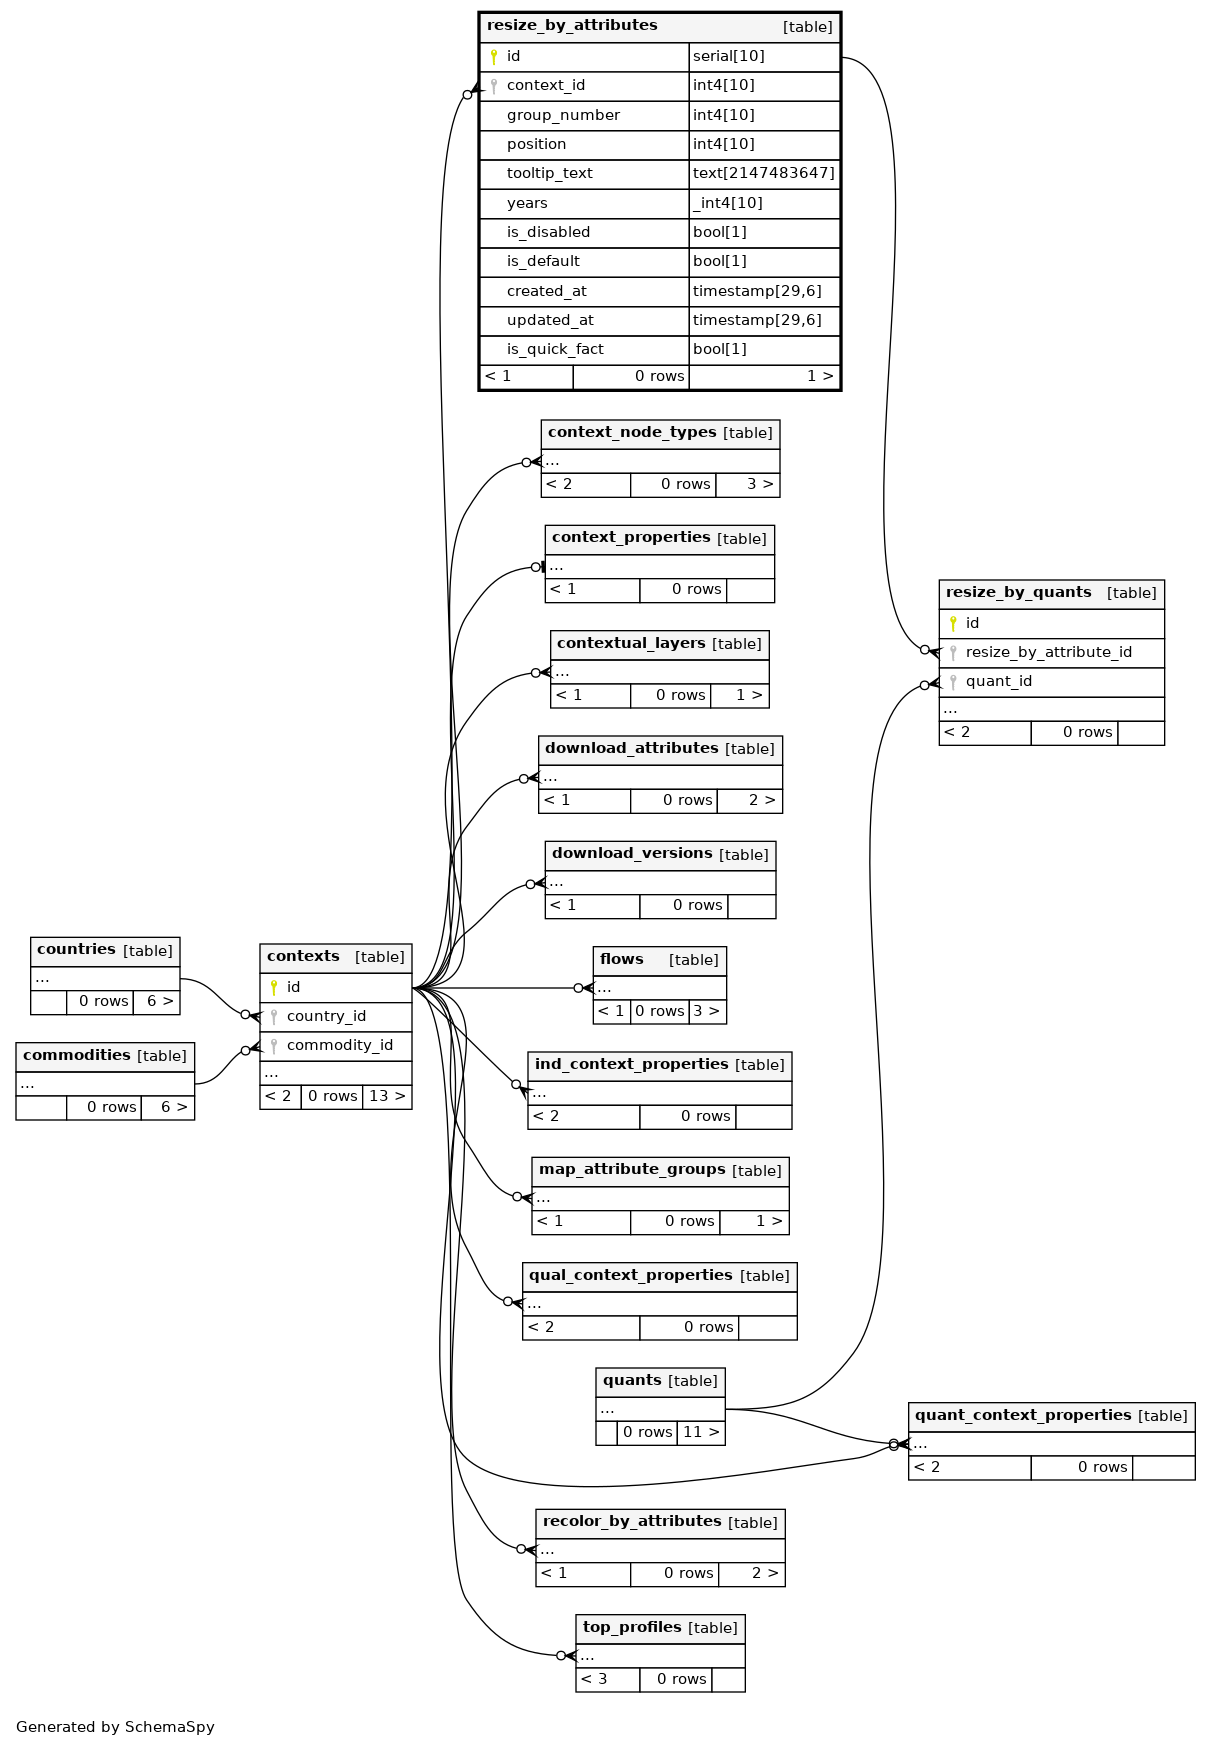 resize_by_attributes [table]
id serial[10]
context_id int4[10]
group_number int4[10]
position int4[10]
tooltip_text text[2147483647]
years _int4[10]
is_disabled bool[1]
is_default bool[1]
created_at timestamp[29,6]
updated_at timestamp[29,6]
is_quick_fact bool[1]
< 1 0 rows 1 >
context_node_types [table]
...
< 2 0 rows 3 >
context_properties [table]
...
< 1 0 rows
contextual_layers [table]
...
< 1 0 rows 1 >
resize_by_quants [table]
id
resize_by_attribute_id
quant_id
...
< 2 0 rows
download_attributes [table]
...
< 1 0 rows 2 >
download_versions [table]
...
< 1 0 rows
countries [table]
...
0 rows 6 >
commodities [table]
...
0 rows 6 >
contexts [table]
id
country_id
commodity_id
...
< 2 0 rows 13 >
flows [table]
...
< 1 0 rows 3 >
ind_context_properties [table]
...
< 2 0 rows
map_attribute_groups [table]
...
< 1 0 rows 1 >
qual_context_properties [table]
...
< 2 0 rows
quants [table]
...
0 rows 11 >
quant_context_properties [table]
...
< 2 0 rows
recolor_by_attributes [table]
...
< 1 0 rows 2 >
top_profiles [table]
...
< 3 0 rows
Generated by SchemaSpy